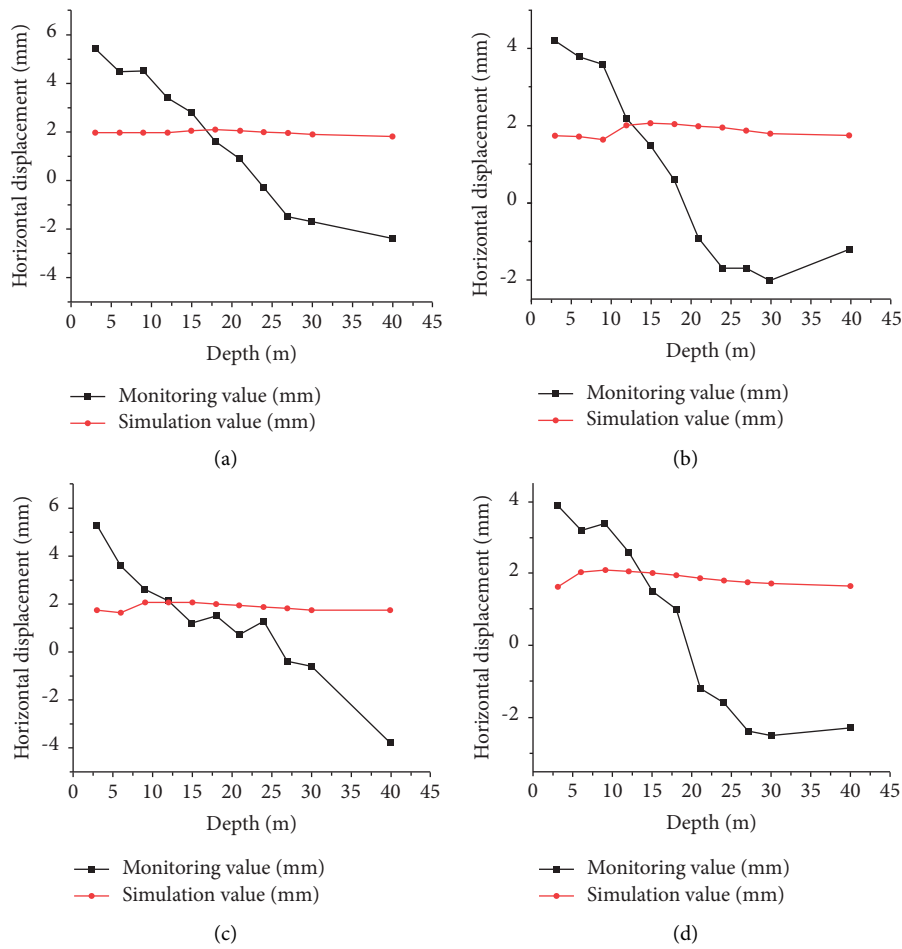 6
4
2
0
-2
-4
Horizontal displacement (mm)
0 5 10 15 20 25 30 35 40 45
Depth (m)
Monitoring value (mm)
Simulation value (mm)
(a)
4
2
0
-2
Horizontal displacement (mm)
0 5 10 15 20 25 30 35 40 45
Depth (m)
Monitoring value (mm)
Simulation value (mm)
(b)
6
4
2
0
-2
-4
Horizontal displacement (mm)
0 5 10 15 20 25 30 35 40 45
Depth (m)
Monitoring value (mm)
Simulation value (mm)
(c)
4
2
0
-2
Horizontal displacement (mm)
0 5 10 15 20 25 30 35 40 45
Depth (m)
Monitoring value (mm)
Simulation value (mm)
(d)